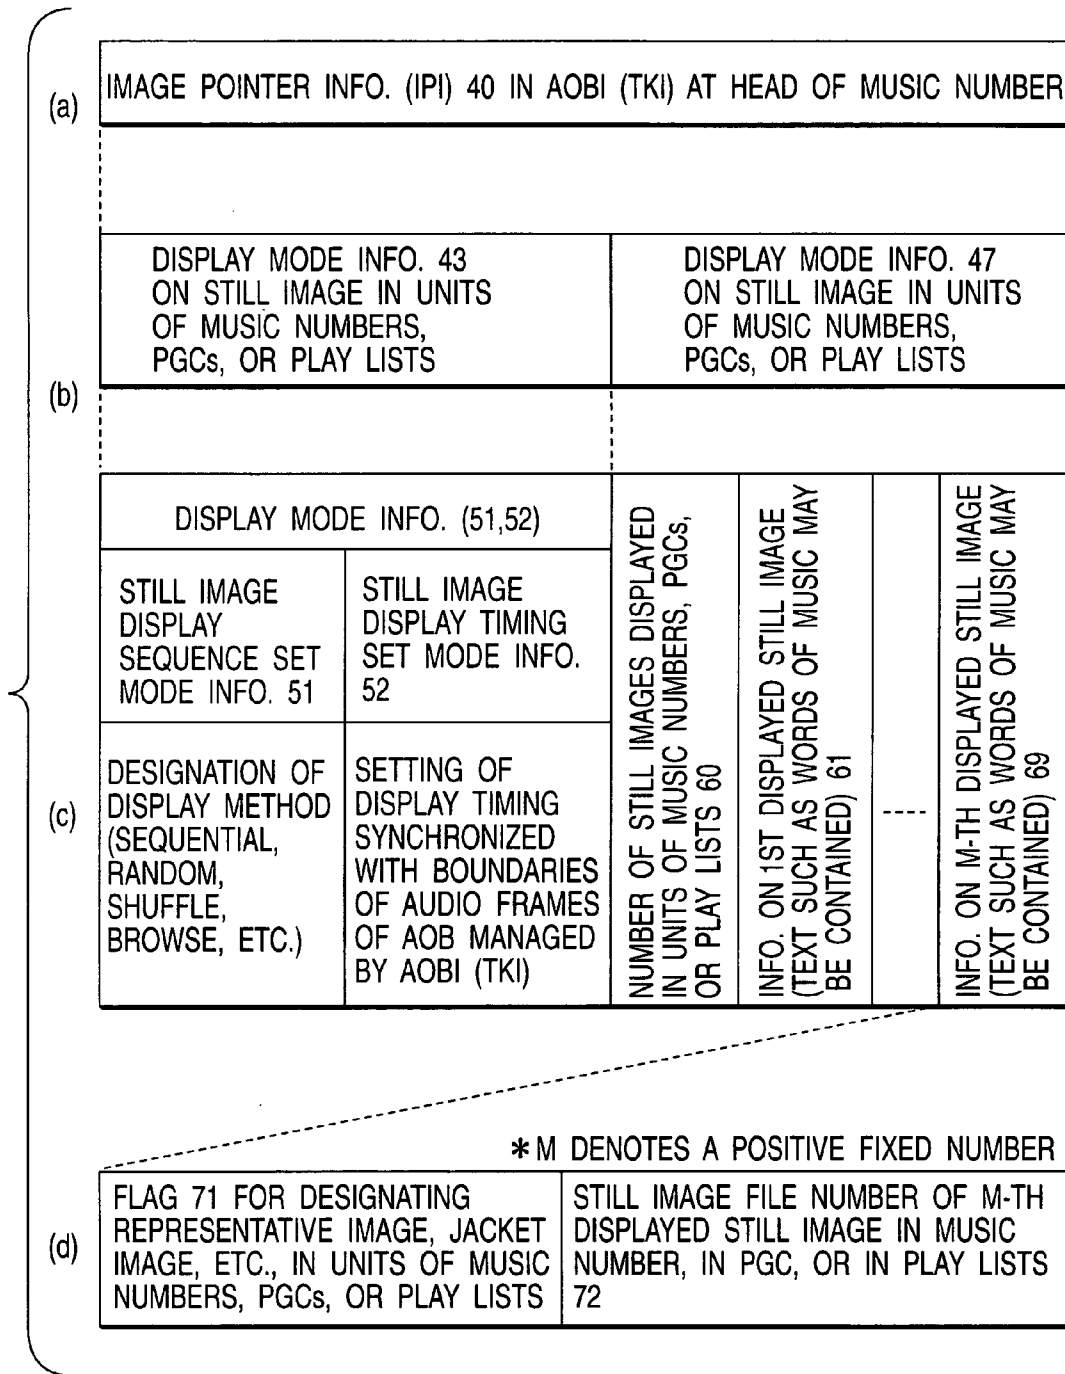 (a)
IMAGE POINTER INFO. (IPI) 40 IN AOBI (TKI) AT HEAD OF MUSIC NUMBER
(b)
DISPLAY MODE INFO. 43
ON STILL IMAGE IN UNITS
OF MUSIC NUMBERS,
PGCs, OR PLAY LISTS
DISPLAY MODE INFO. 47
ON STILL IMAGE IN UNITS
OF MUSIC NUMBERS,
PGCs, OR PLAY LISTS
(c)
DISPLAY MODE INFO. (51,52)
STILL IMAGE
DISPLAY
SEQUENCE SET
MODE INFO. 51
STILL IMAGE
DISPLAY TIMING
SET MODE INFO.
52
DESIGNATION OF
DISPLAY METHOD
(SEQUENTIAL,
RANDOM,
SHUFFLE,
BROWSE, ETC.)
SETTING OF
DISPLAY TIMING
SYNCHRONIZED
WITH BOUNDARIES
OF AUDIO FRAMES
OF AOB MANAGED
BY AOBI (TKI)
NUMBER OF STILL IMAGES DISPLAYED
IN UNITS OF MUSIC NUMBERS, PGCs,
OR PLAY LISTS 60
INFO. ON 1ST DISPLAYED STILL IMAGE
(TEXT SUCH AS WORDS OF MUSIC MAY
BE CONTAINED) 61
INFO. ON M-TH DISPLAYED STILL IMAGE
(TEXT SUCH AS WORDS OF MUSIC MAY
BE CONTAINED) 69
*M DENOTES A POSITIVE FIXED NUMBER
(d)
FLAG 71 FOR DESIGNATING
REPRESENTATIVE IMAGE, JACKET
IMAGE, ETC., IN UNITS OF MUSIC
NUMBERS, PGCs, OR PLAY LISTS
STILL IMAGE FILE NUMBER OF M-TH
DISPLAYED STILL IMAGE IN MUSIC
NUMBER, IN PGC, OR IN PLAY LISTS
72